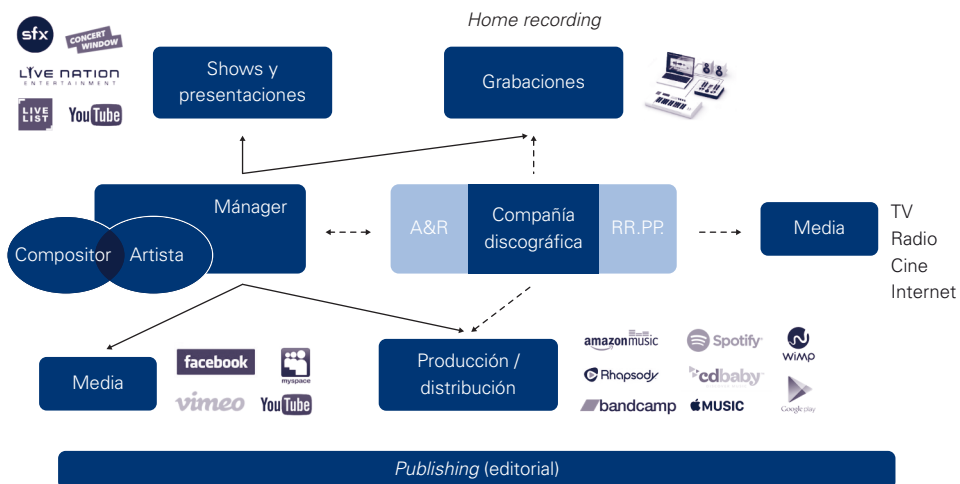 Home recording
sfx
CONCERT
WINDOW
LIVE NATION
ENTERTAINMENT
LIVE
LIST
YouTube
Shows y
presentaciones
Grabaciones
Mánager
Compositor
Artista
A&R
Compañía
discográfica
RR.PP.
Media
TV
Radio
Cine
Internet
Media
facebook
myspace
vimeo
YouTube
Producción /
distribución
amazonmusic
Spotify
WiMP
Rhapsody
cdbaby
bandcamp
MUSIC
Google play
Publishing (editorial)